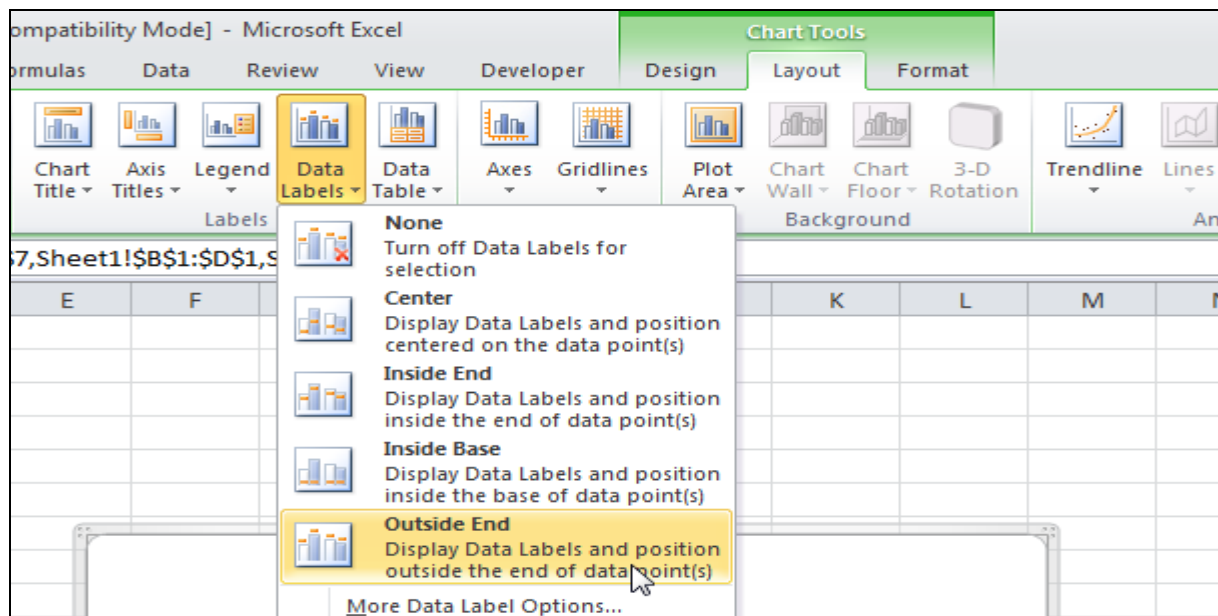 ompatibility Mode] - Microsoft Excel
Chart Tools
ormulas Data Review View Developer Design Layout Format
Chart Title
Axis Titles
Legend
Data Labels
Data Table
Axes
Gridlines
Plot Area
Chart Wall
Chart Floor
3-D Rotation
Trendline
Lines
Labels
Background
An
$7,Sheet1!$B$1:$D$1,S
E F K L M
None
Turn off Data Labels for
selection
Center
Display Data Labels and position
centered on the data point(s)
Inside End
Display Data Labels and position
inside the end of data point(s)
Inside Base
Display Data Labels and position
inside the base of data point(s)
Outside End
Display Data Labels and position
outside the end of data point(s)
More Data Label Options...